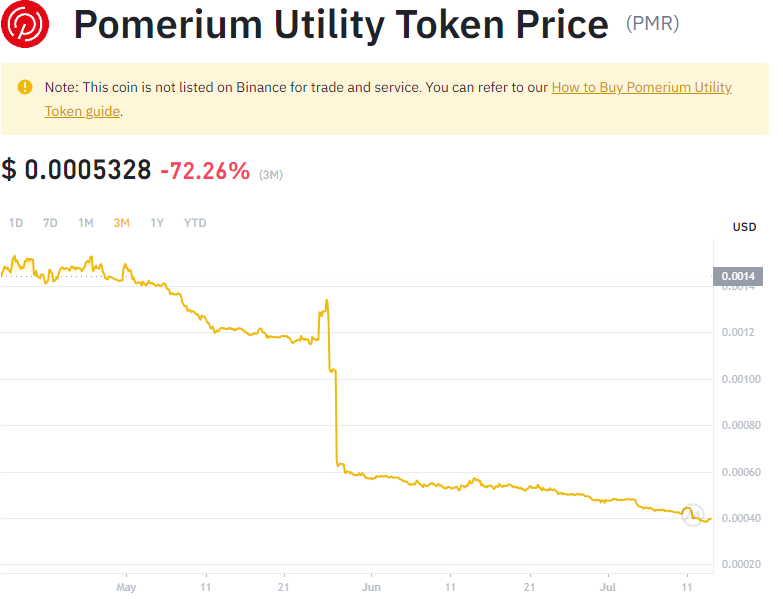 Pomerium Utility Token Price (PMR)
Note: This coin is not listed on Binance for trade and service. You can refer to our How to Buy Pomerium Utility
Token guide.
$ 0.0005328 -72.26% (3M)
1D 7D 1M 3M 1Y YTD
USD
0.0014
0.0014
0.0012
0.00100
0.00080
0.00060
0.00040
0.00020
May 11 21 Jun 11 21 Jul 11